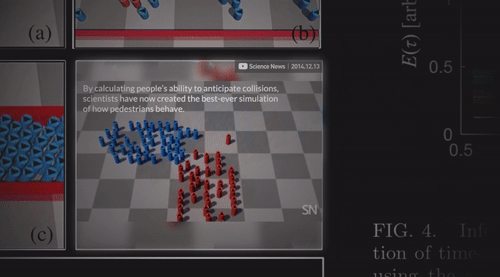 (a)
(b)
E(τ) [arb
Science News | 2014.12.13
By calculating people's ability to anticipate collisions,
scientists have now created the best-ever simulation
of how pedestrians behave.
0.5
0
0.5
SN
(c)
FIG. 4.
tion of time
using the